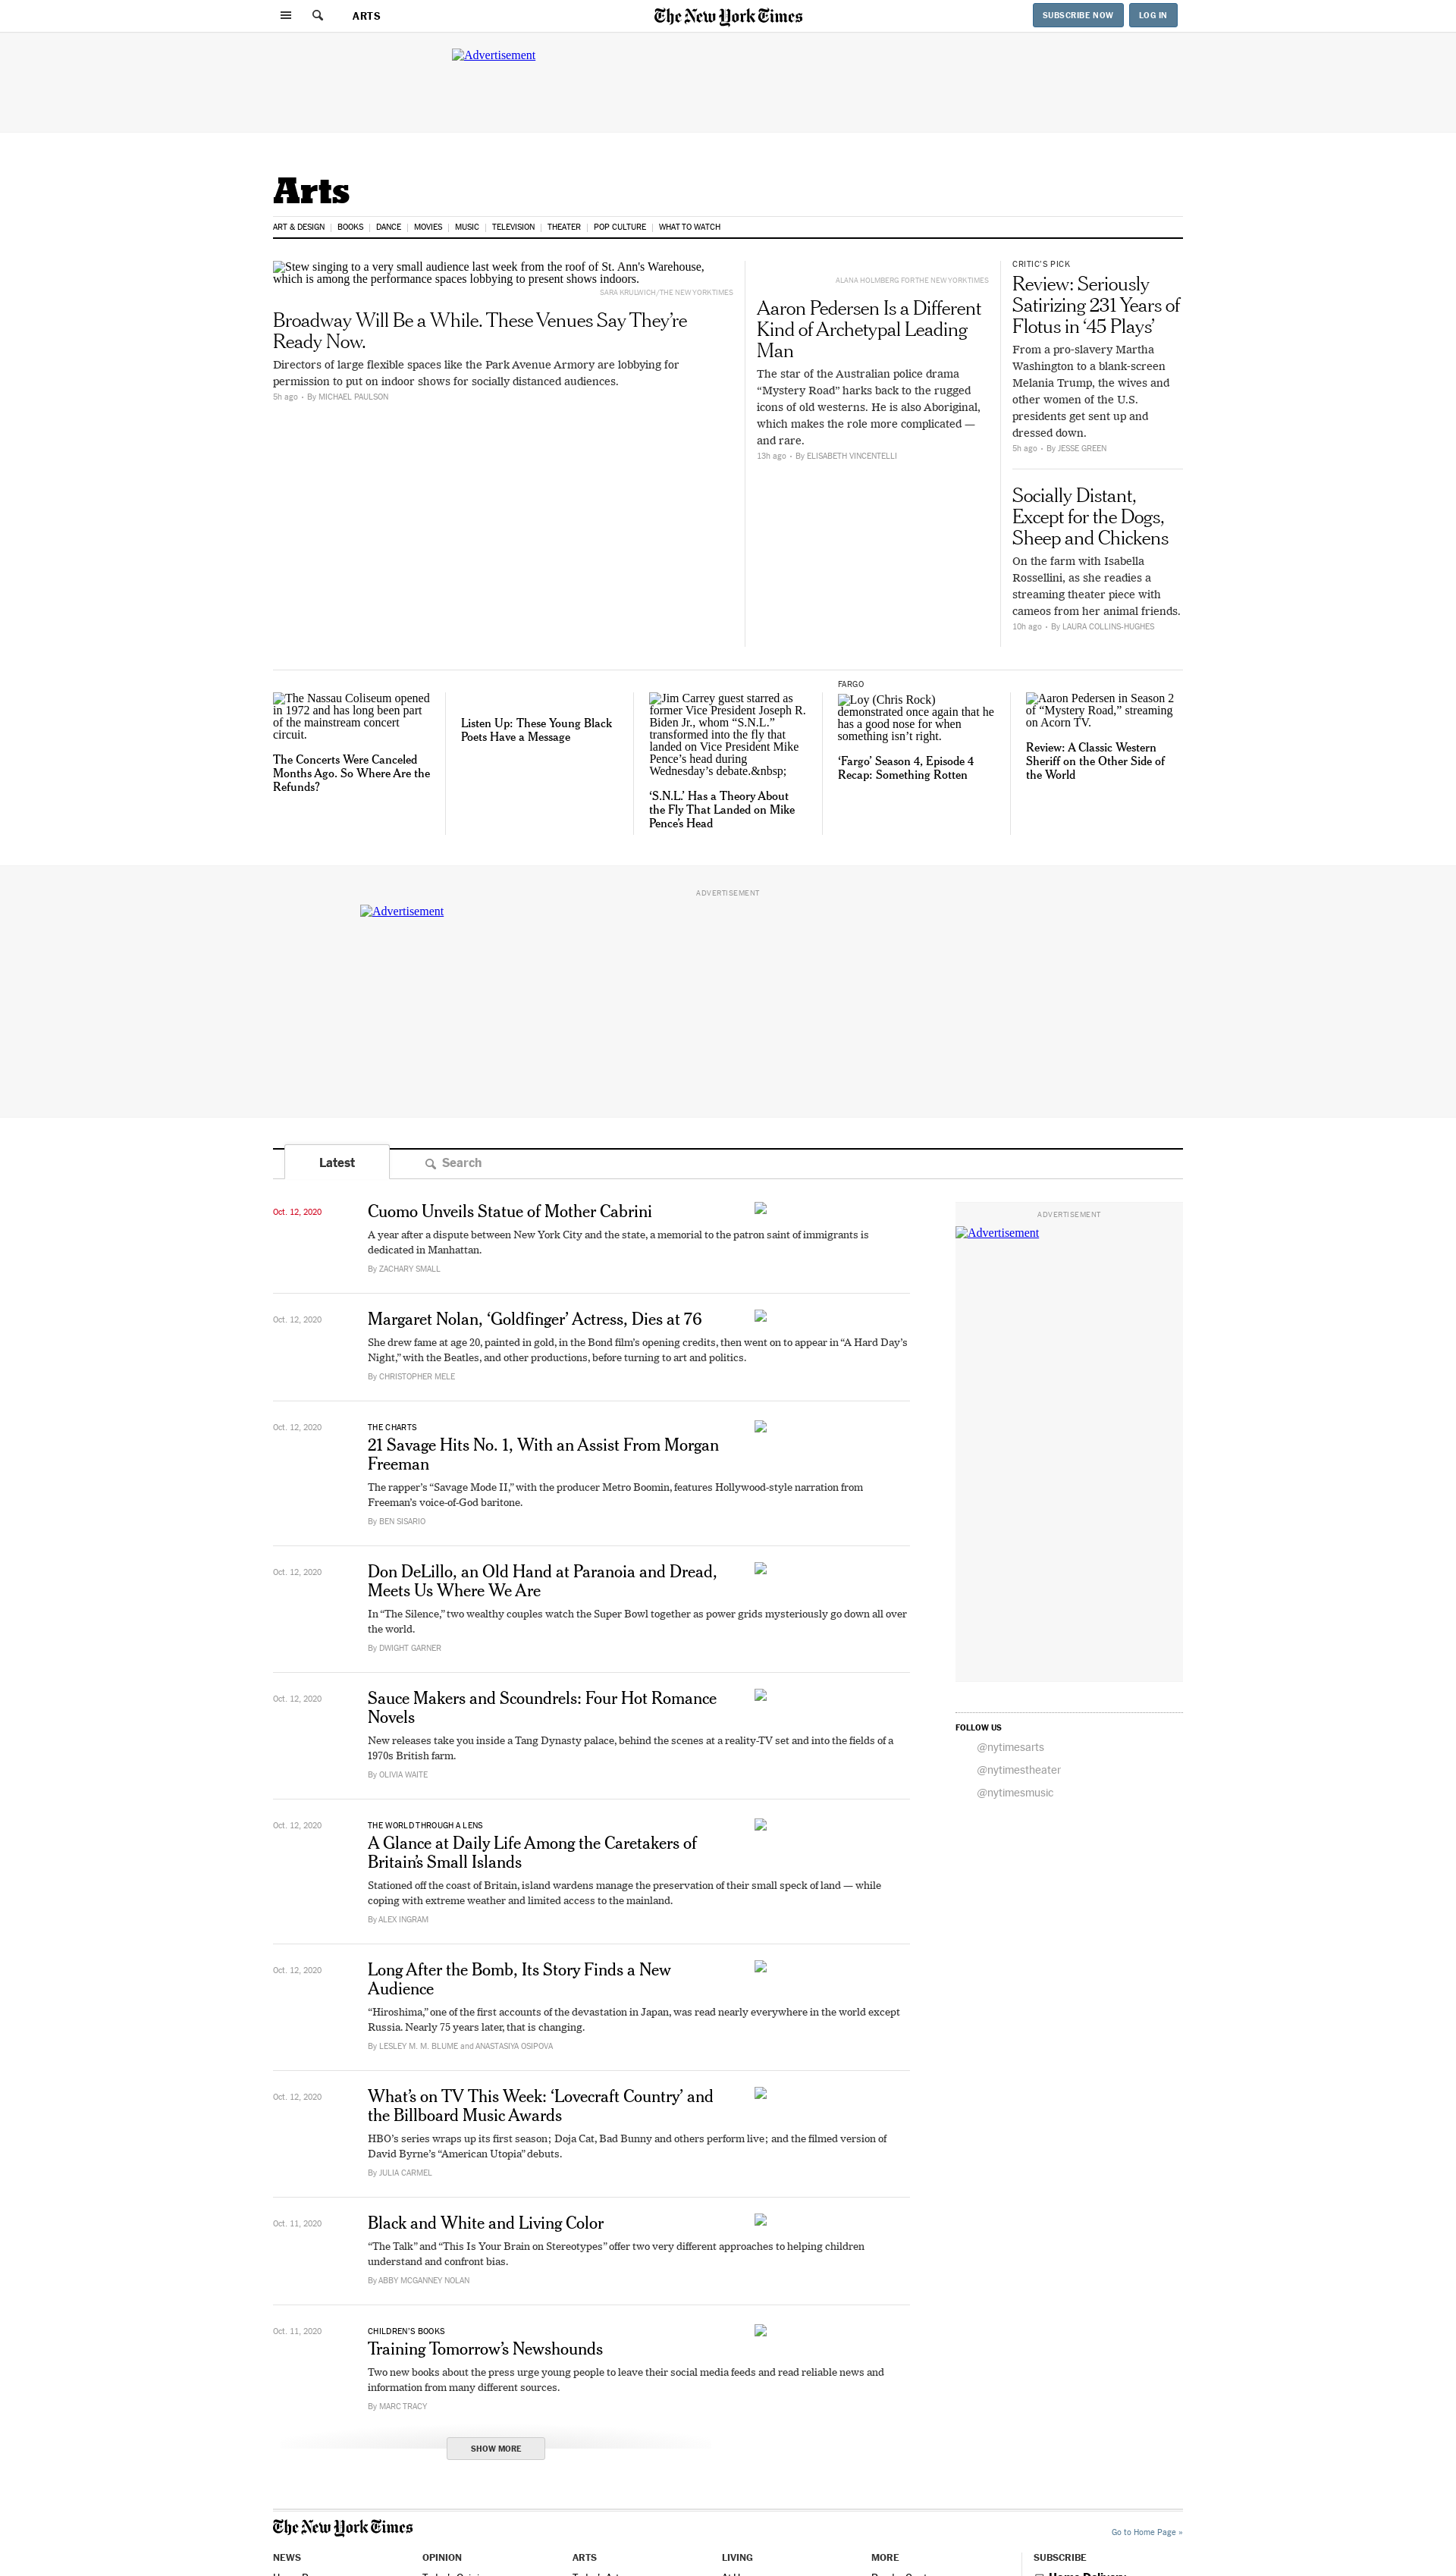 ARTS
The New York Times
SUBSCRIBE NOW
LOG IN
Advertisement
Arts
ART & DESIGN
BOOKS
DANCE
MOVIES
MUSIC
TELEVISION
THEATER
POP CULTURE
WHAT TO WATCH
Stew singing to a very small audience last week from the roof of St. Ann's Warehouse,
which is among the performance spaces lobbying to present shows indoors.
SARA KRULWICH/THE NEW YORK TIMES
Broadway Will Be a While. These Venues Say They’re
Ready Now.
Directors of large flexible spaces like the Park Avenue Armory are lobbying for
permission to put on indoor shows for socially distanced audiences.
5h ago • By MICHAEL PAULSON
ALANA HOLMBERG FOR THE NEW YORK TIMES
Aaron Pedersen Is a Different
Kind of Archetypal Leading
Man
The star of the Australian police drama
“Mystery Road” harks back to the rugged
icons of old westerns. He is also Aboriginal,
which makes the role more complicated —
and rare.
13h ago • By ELISABETH VINCENTELLI
CRITIC’S PICK
Review: Seriously
Satirizing 231 Years of
Flotus in ‘45 Plays’
From a pro-slavery Martha
Washington to a blank-screen
Melania Trump, the wives and
other women of the U.S.
presidents get sent up and
dressed down.
5h ago • By JESSE GREEN
Socially Distant,
Except for the Dogs,
Sheep and Chickens
On the farm with Isabella
Rossellini, as she readies a
streaming theater piece with
cameos from her animal friends.
10h ago • By LAURA COLLINS-HUGHES
The Nassau Coliseum opened
in 1972 and has long been part
of the mainstream concert
circuit.
The Concerts Were Canceled
Months Ago. So Where Are the
Refunds?
Listen Up: These Young Black
Poets Have a Message
Jim Carrey guest starred as
former Vice President Joseph R.
Biden Jr., whom “S.N.L.”
transformed into the fly that
landed on Vice President Mike
Pence’s head during
Wednesday’s debate.&nbsp;
‘S.N.L.’ Has a Theory About
the Fly That Landed on Mike
Pence’s Head
FARGO
Loy (Chris Rock)
demonstrated once again that he
has a good nose for when
something isn’t right.
‘Fargo’ Season 4, Episode 4
Recap: Something Rotten
Aaron Pedersen in Season 2
of “Mystery Road,” streaming
on Acorn TV.
Review: A Classic Western
Sheriff on the Other Side of
the World
ADVERTISEMENT
Advertisement
Latest
Search
Oct. 12, 2020
Cuomo Unveils Statue of Mother Cabrini
A year after a dispute between New York City and the state, a memorial to the patron saint of immigrants is
dedicated in Manhattan.
By ZACHARY SMALL
Oct. 12, 2020
Margaret Nolan, ‘Goldfinger’ Actress, Dies at 76
She drew fame at age 20, painted in gold, in the Bond film’s opening credits, then went on to appear in “A Hard Day’s
Night,” with the Beatles, and other productions, before turning to art and politics.
By CHRISTOPHER MELE
Oct. 12, 2020
THE CHARTS
21 Savage Hits No. 1, With an Assist From Morgan
Freeman
The rapper’s “Savage Mode II,” with the producer Metro Boomin, features Hollywood-style narration from
Freeman’s voice-of-God baritone.
By BEN SISARIO
Oct. 12, 2020
Don DeLillo, an Old Hand at Paranoia and Dread,
Meets Us Where We Are
In “The Silence,” two wealthy couples watch the Super Bowl together as power grids mysteriously go down all over
the world.
By DWIGHT GARNER
Oct. 12, 2020
Sauce Makers and Scoundrels: Four Hot Romance
Novels
New releases take you inside a Tang Dynasty palace, behind the scenes at a reality-TV set and into the fields of a
1970s British farm.
By OLIVIA WAITE
Oct. 12, 2020
THE WORLD THROUGH A LENS
A Glance at Daily Life Among the Caretakers of
Britain’s Small Islands
Stationed off the coast of Britain, island wardens manage the preservation of their small speck of land — while
coping with extreme weather and limited access to the mainland.
By ALEX INGRAM
Oct. 12, 2020
Long After the Bomb, Its Story Finds a New
Audience
“Hiroshima,” one of the first accounts of the devastation in Japan, was read nearly everywhere in the world except
Russia. Nearly 75 years later, that is changing.
By LESLEY M. M. BLUME and ANASTASIYA OSIPOVA
Oct. 12, 2020
What’s on TV This Week: ‘Lovecraft Country’ and
the Billboard Music Awards
HBO’s series wraps up its first season; Doja Cat, Bad Bunny and others perform live; and the filmed version of
David Byrne’s “American Utopia” debuts.
By JULIA CARMEL
Oct. 11, 2020
Black and White and Living Color
“The Talk” and “This Is Your Brain on Stereotypes” offer two very different approaches to helping children
understand and confront bias.
By ABBY MCGANNEY NOLAN
Oct. 11, 2020
CHILDREN’S BOOKS
Training Tomorrow’s Newshounds
Two new books about the press urge young people to leave their social media feeds and read reliable news and
information from many different sources.
By MARC TRACY
SHOW MORE
ADVERTISEMENT
Advertisement
FOLLOW US
@nytimesarts
@nytimestheater
@nytimesmusic
The New York Times
Go to Home Page »
NEWS
OPINION
ARTS
LIVING
MORE
SUBSCRIBE